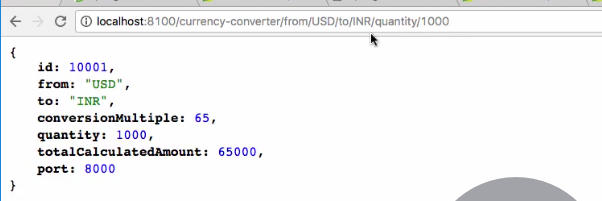 localhost:8100/currency-converter/from/USD/to/INR/quantity/1000
{
id: 10001,
from: "USD",
to: "INR",
conversionMultiple: 65,
quantity: 1000,
totalCalculatedAmount: 65000,
port: 8000
}